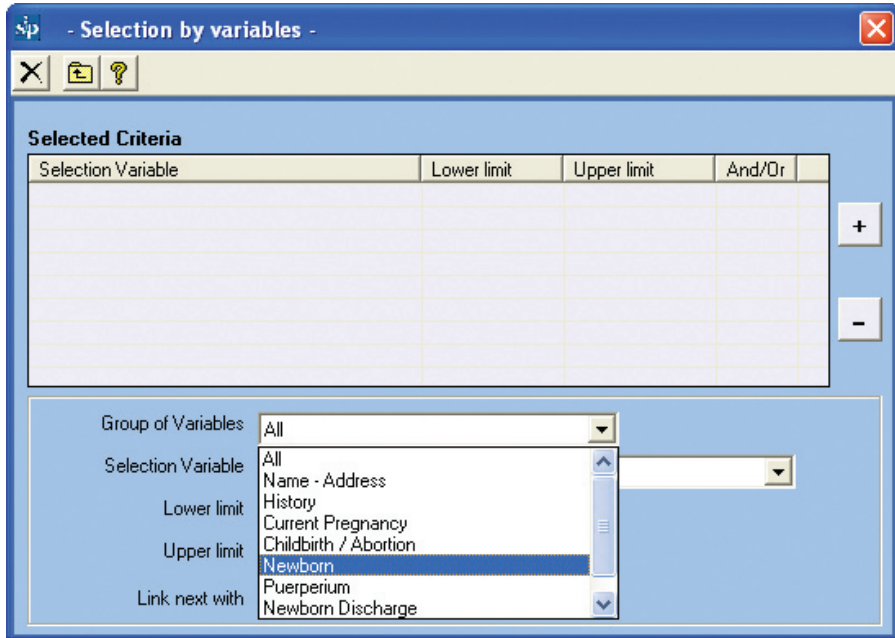 sip - Selection by variables -
Selected Criteria
Selection Variable Lower limit Upper limit And/Or
+
-
Group of Variables All
All
Selection Variable
Name - Address
History
Lower limit
Current Pregnancy
Childbirth / Abortion
Upper limit
Newborn
Puerperium
Link next with
Newborn Discharge